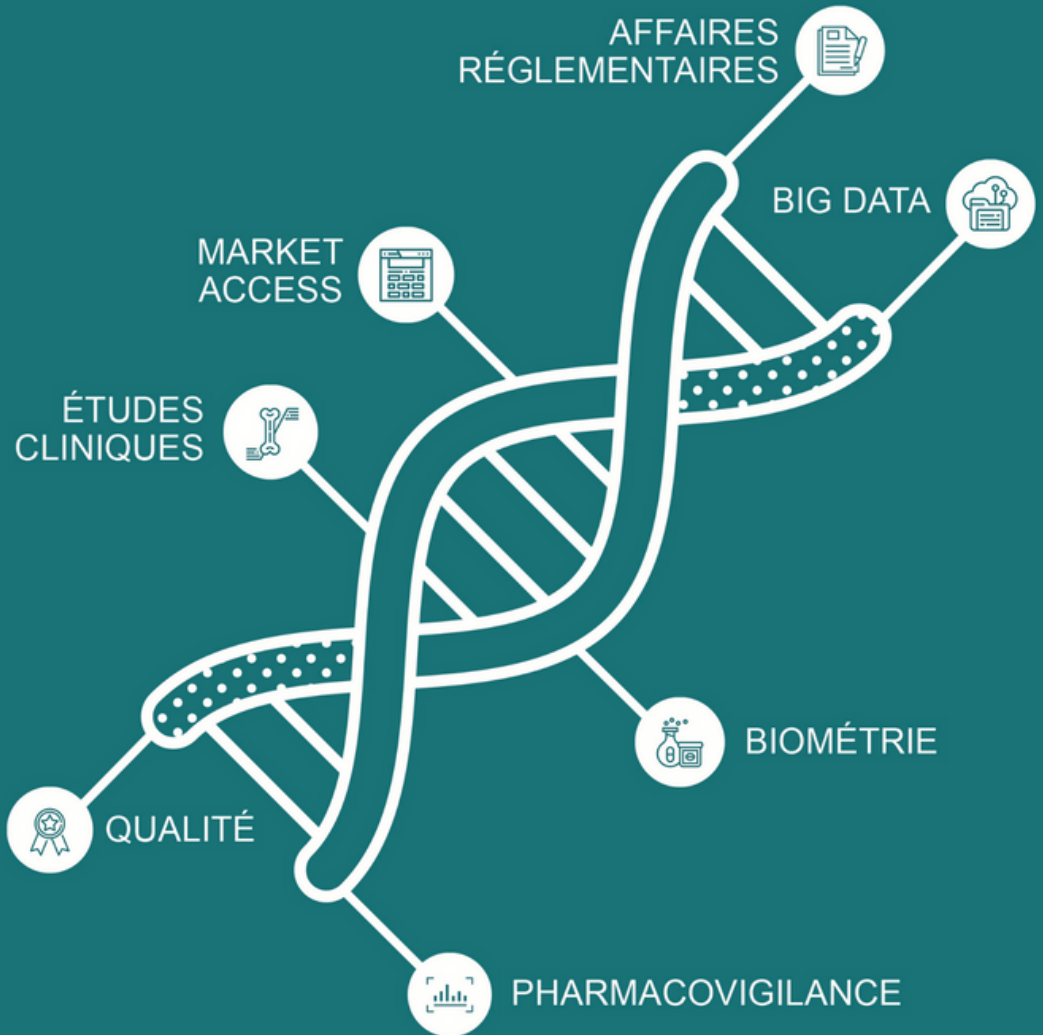 AFFAIRES
RÉGLEMENTAIRES
BIG DATA
MARKET
ACCESS
ÉTUDES
CLINIQUES
BIOMÉTRIE
QUALITÉ
PHARMACOVIGILANCE